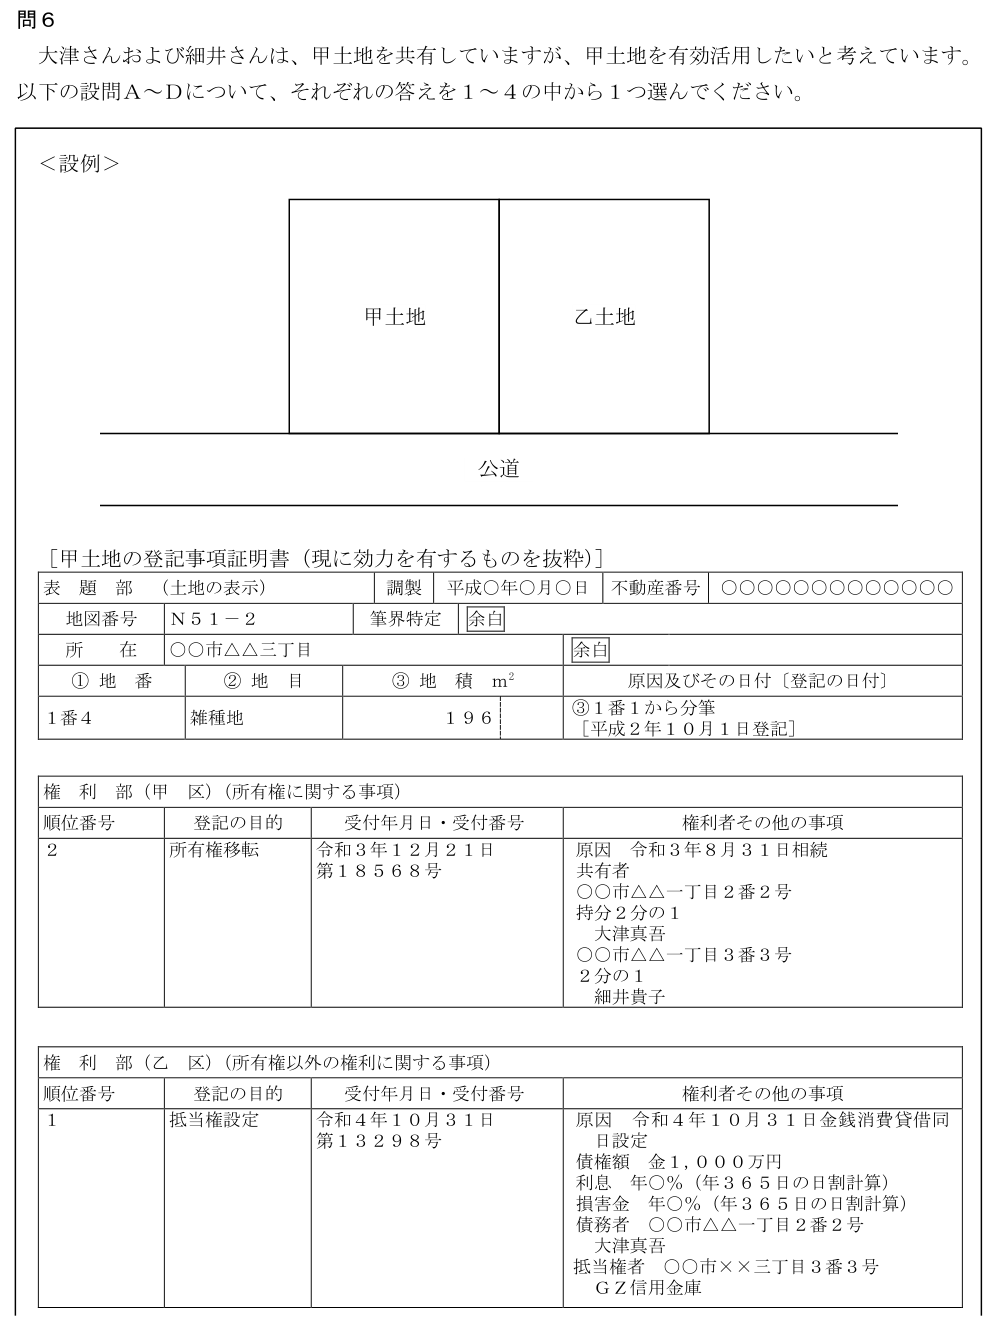 問６
大津さんおよび細井さんは、甲土地を共有していますが、甲土地を有効活用したいと考えています。
以下の設問Ａ～Ｄについて、それぞれの答えを１～４の中から１つ選んでください。
＜設例＞
甲土地 乙土地
公道
［甲土地の登記事項証明書（現に効力を有するものを抜粋）］
表　題　部　（土地の表示） 調製 平成○年○月○日 不動産番号 ○○○○○○○○○○○○○
地図番号 Ｎ５１－２ 筆界特定 余白
所　　在 ○○市△△三丁目 余白
① 地　番 ② 地　目 ③ 地　積　㎡ 原因及びその日付〔登記の日付〕
１番４ 雑種地 １９６ ③１番１から分筆
［平成２年１０月１日登記］
権　利　部（甲　区）（所有権に関する事項）
順位番号 登記の目的 受付年月日・受付番号 権利者その他の事項
２ 所有権移転 令和３年１２月２１日 原因　令和３年８月３１日相続
第１８５６８号 共有者
○○市△△一丁目２番２号
持分２分の１
大津真吾
○○市△△一丁目３番３号
２分の１
細井貴子
権　利　部（乙　区）（所有権以外の権利に関する事項）
順位番号 登記の目的 受付年月日・受付番号 権利者その他の事項
１ 抵当権設定 令和４年１０月３１日 原因　令和４年１０月３１日金銭消費貸借同
第１３２９８号 日設定
債権額　金１，０００万円
利息　年○％（年３６５日の日割計算）
損害金　年○％（年３６５日の日割計算）
債務者　○○市△△一丁目２番２号
大津真吾
抵当権者　○○市××三丁目３番３号
ＧＺ信用金庫